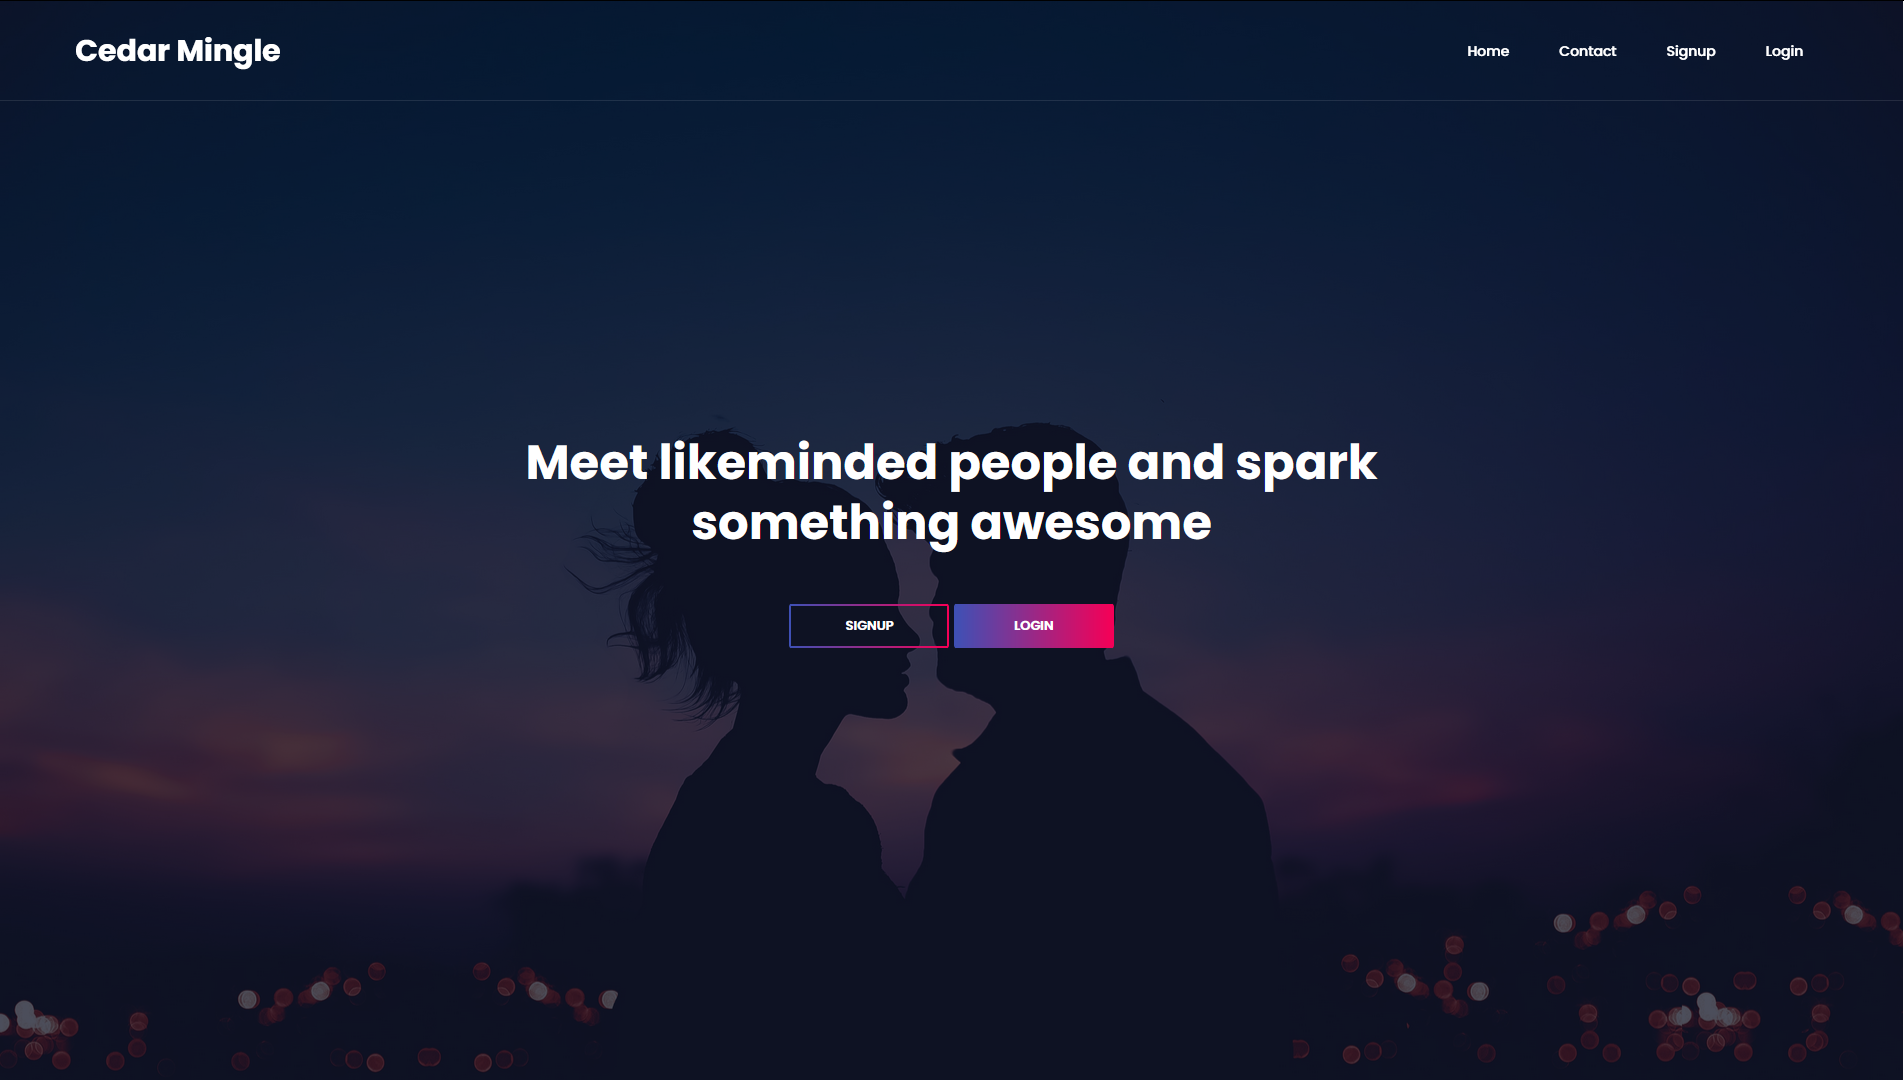 Cedar Mingle
Home
Contact
Signup
Login
Meet likeminded people and spark
something awesome
SIGNUP
LOGIN